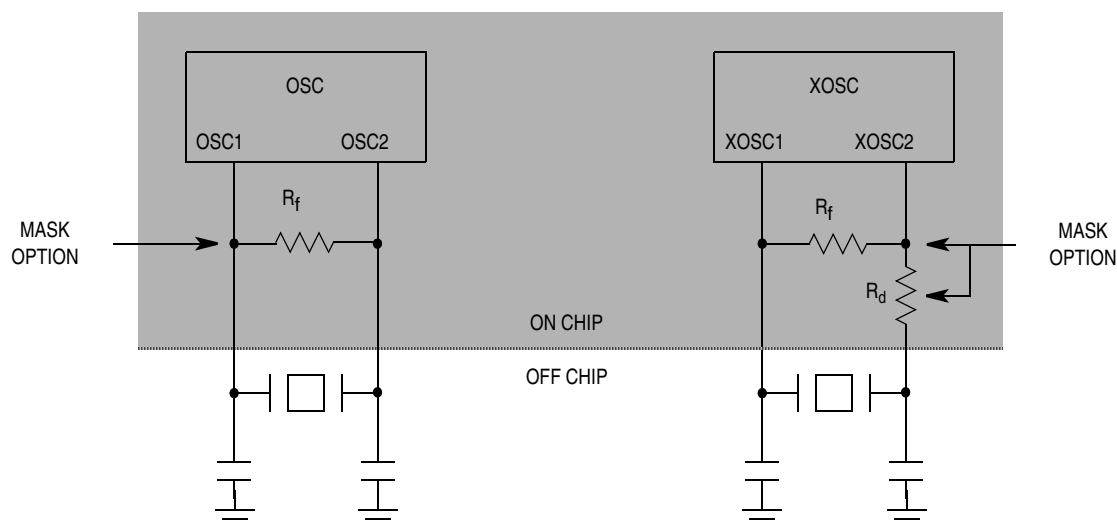 OSC
OSC1 OSC2
XOSC
XOSC1 XOSC2
Rf
Rf
MASK
OPTION
MASK
OPTION
Rd
ON CHIP
OFF CHIP